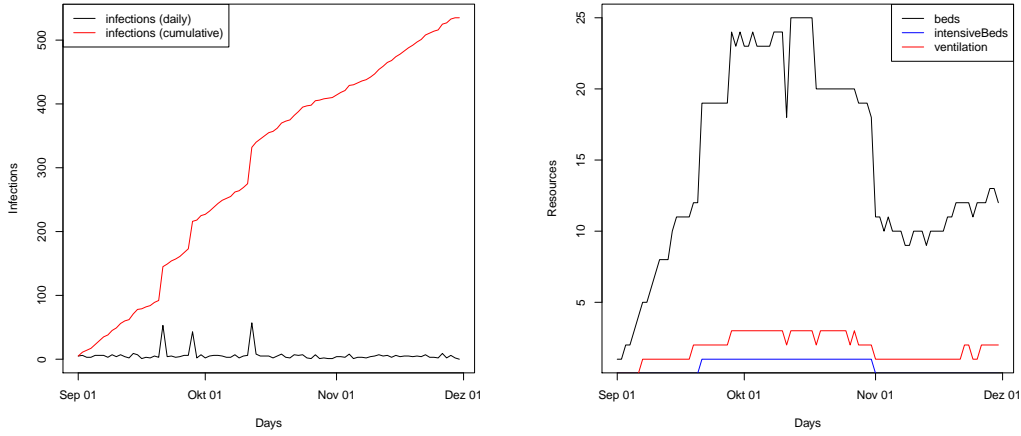 infections (daily)
infections (cumulative)
Infections
0
100
200
300
400
500
Sep 01
Okt 01
Nov 01
Dez 01
Days
beds
intensiveBeds
ventilation
Resources
5
10
15
20
25
Sep 01
Okt 01
Nov 01
Dez 01
Days